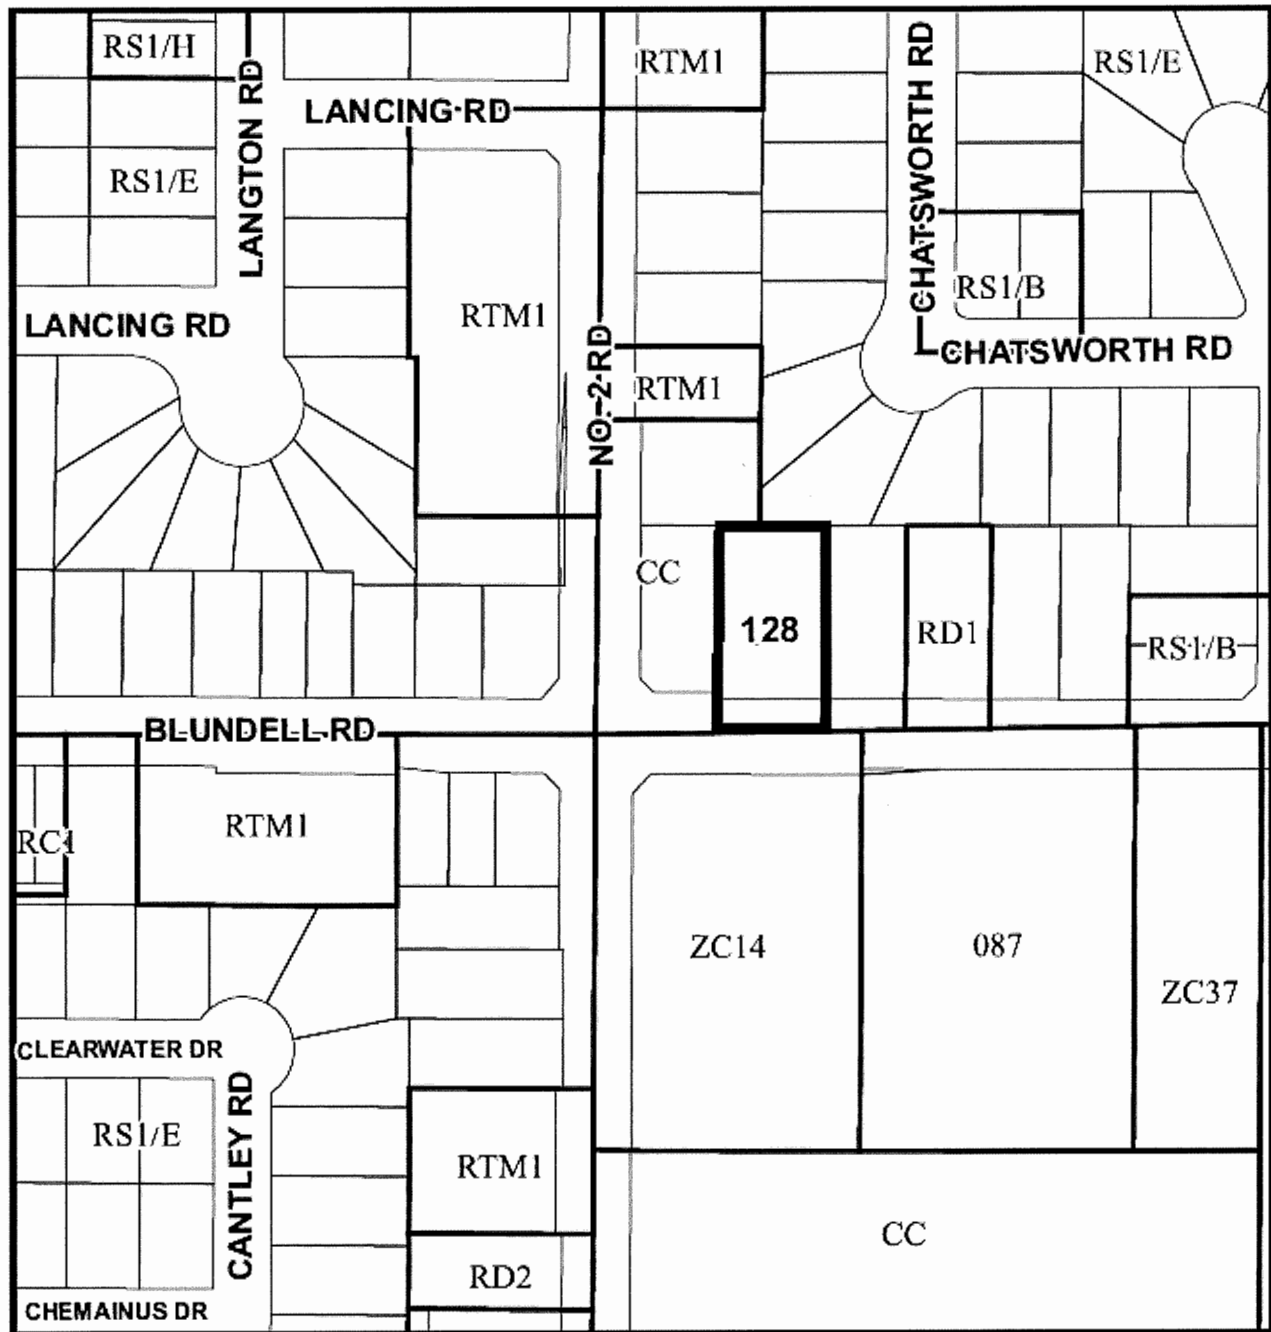 RS1/H
RTM1
CHATSWORTH RD
RS1/E
LANGTON RD
LANCING RD
RS1/E
RS1/B
RTM1
LANCING RD
CHATSWORTH RD
NO. 2 RD
RTM1
CC
128
RD1
RS1/B
BLUNDELL RD
RC1
RTM1
ZC14
087
ZC37
CLEARWATER DR
CANTLEY RD
RS1/E
RTM1
CC
RD2
CHEMAINUS DR